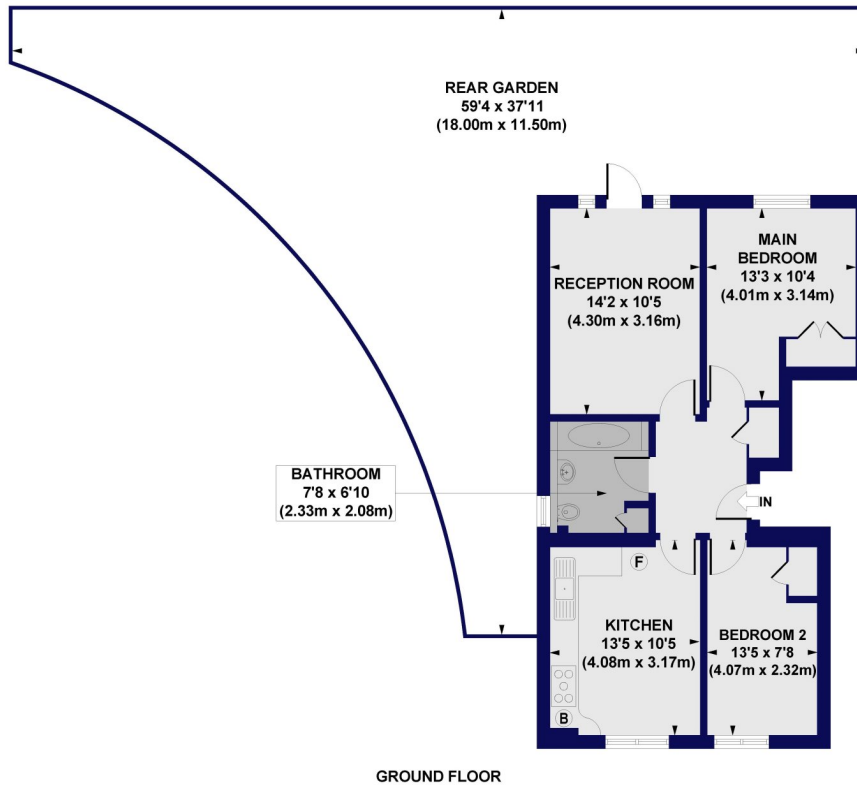 REAR GARDEN
59'4 x 37'11
(18.00m x 11.50m)
MAIN
BEDROOM
13'3 x 10'4
(4.01m x 3.14m)
RECEPTION ROOM
14'2 x 10'5
(4.30m x 3.16m)
BATHROOM
7'8 x 6'10
(2.33m x 2.08m)
IN
F
KITCHEN
13'5 x 10'5
(4.08m x 3.17m)
BEDROOM 2
13'5 x 7'8
(4.07m x 2.32m)
B
GROUND FLOOR